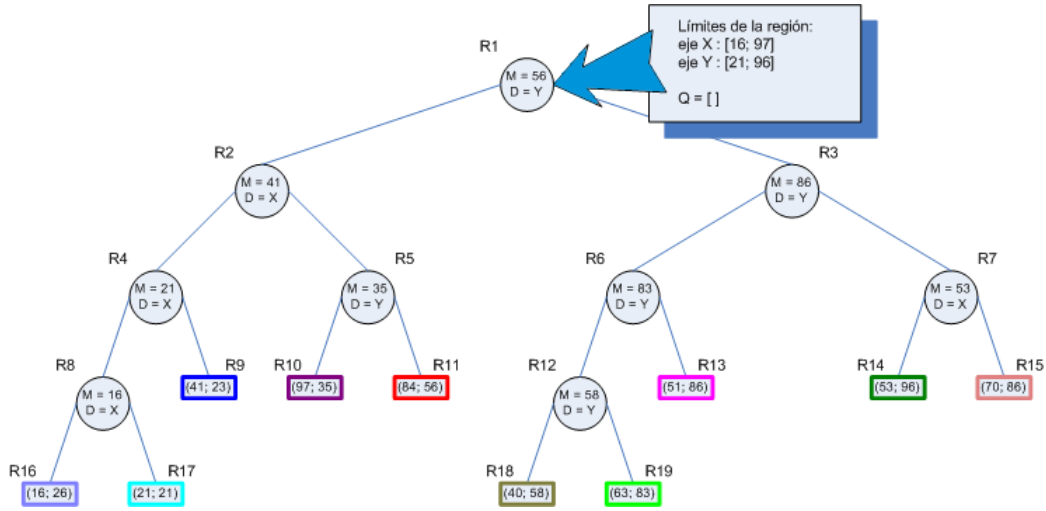 Límites de la región:
eje X : [16; 97]
eje Y : [21; 96]
Q = [ ]
R1
M = 56
D = Y
R2
M = 41
D = X
R3
M = 86
D = Y
R4
M = 21
D = X
R5
M = 35
D = Y
R6
M = 83
D = Y
R7
M = 53
D = X
R8
M = 16
D = X
R9
(41; 23)
R10
(97; 35)
R11
(84; 56)
R12
M = 58
D = Y
R13
(51; 86)
R14
(53; 96)
R15
(70; 86)
R16
(16; 26)
R17
(21; 21)
R18
(40; 58)
R19
(63; 83)